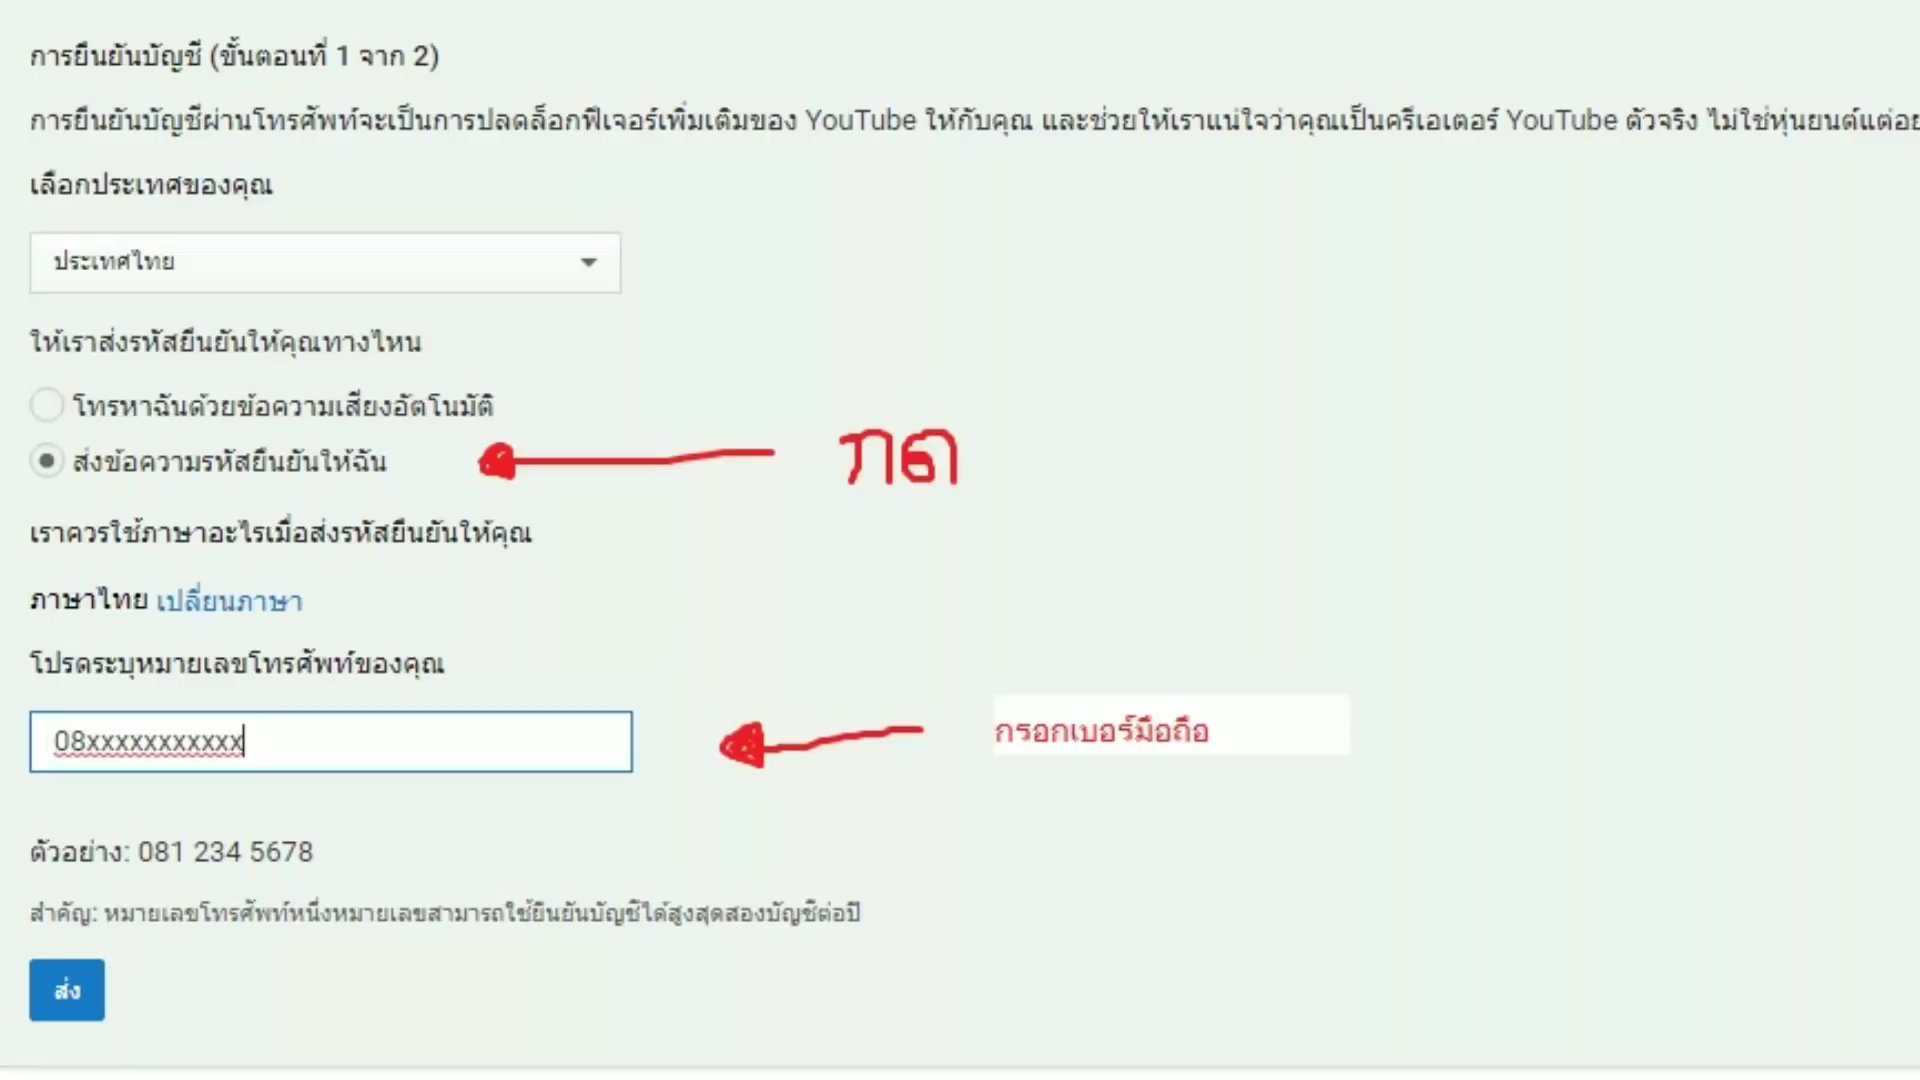 การยืนยันบัญชี (ขั้นตอนที่ 1 จาก 2)
การยืนยันบัญชีผ่านโทรศัพท์จะเป็นการปลดล็อกฟีเจอร์เพิ่มเติมของ YouTube ให้กับคุณ และช่วยให้เราแน่ใจว่าคุณเป็นครีเอเตอร์ YouTube ตัวจริง ไม่ใช่หุ่นยนต์แต่อย
เลือกประเทศของคุณ
ประเทศไทย
ให้เราส่งรหัสยืนยันให้คุณทางไหน
โทรหาฉันด้วยข้อความเสียงอัตโนมัติ
ส่งข้อความรหัสยืนยันให้ฉัน
กด
เราควรใช้ภาษาอะไรเมื่อส่งรหัสยืนยันให้คุณ
ภาษาไทย เปลี่ยนภาษา
โปรดระบุหมายเลขโทรศัพท์ของคุณ
08xxxxxxxxxxx
กรอกเบอร์มือถือ
ตัวอย่าง: 081 234 5678
สำคัญ: หมายเลขโทรศัพท์หนึ่งหมายเลขสามารถใช้ยืนยันบัญชีได้สูงสุดสองบัญชีต่อปี
ส่ง